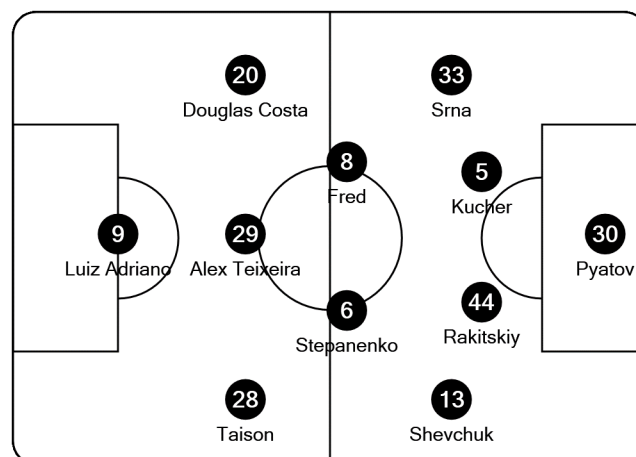 20
Douglas Costa
33
Srna
8
Fred
5
Kucher
9
Luiz Adriano
29
Alex Teixeira
30
Pyatov
6
Stepanenko
44
Rakitskiy
28
Taison
13
Shevchuk